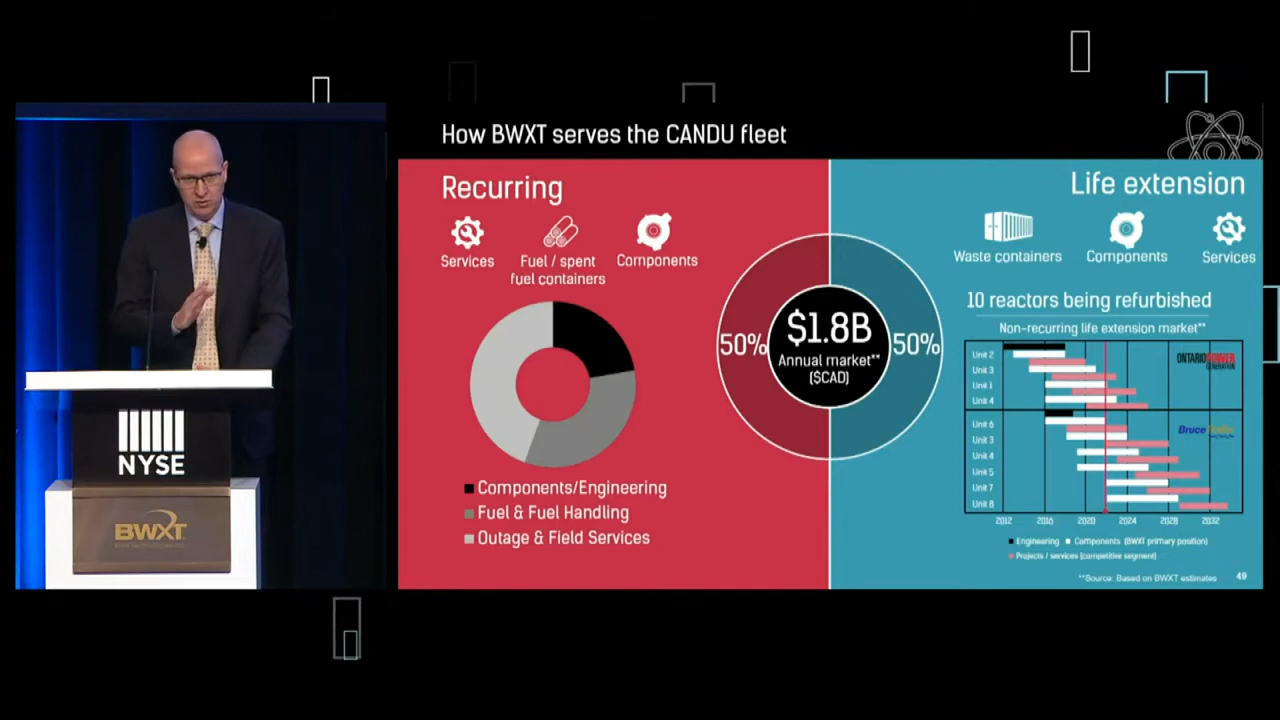 How BWXT serves the CANDU fleet
Recurring
Services
Fuel / spent
fuel containers
Components
Components/Engineering
Fuel & Fuel Handling
Outage & Field Services
50%
$1.8B
Annual market**
($CAD)
50%
Life extension
Waste containers
Components
Services
10 reactors being refurbished
Non-recurring life extension market**
ONTARIO POWER
GENERATION
Unit 2
Unit 3
Unit 1
Unit 4
Bruce
Unit 6
Unit 3
Unit 4
Unit 5
Unit 7
Unit 8
2012 2016 2020 2024 2028 2032
Engineering Components (BWXT primary position)
Projects / services (competitive segment)
**Source: Based on BWXT estimates 49
NYSE
BWXT